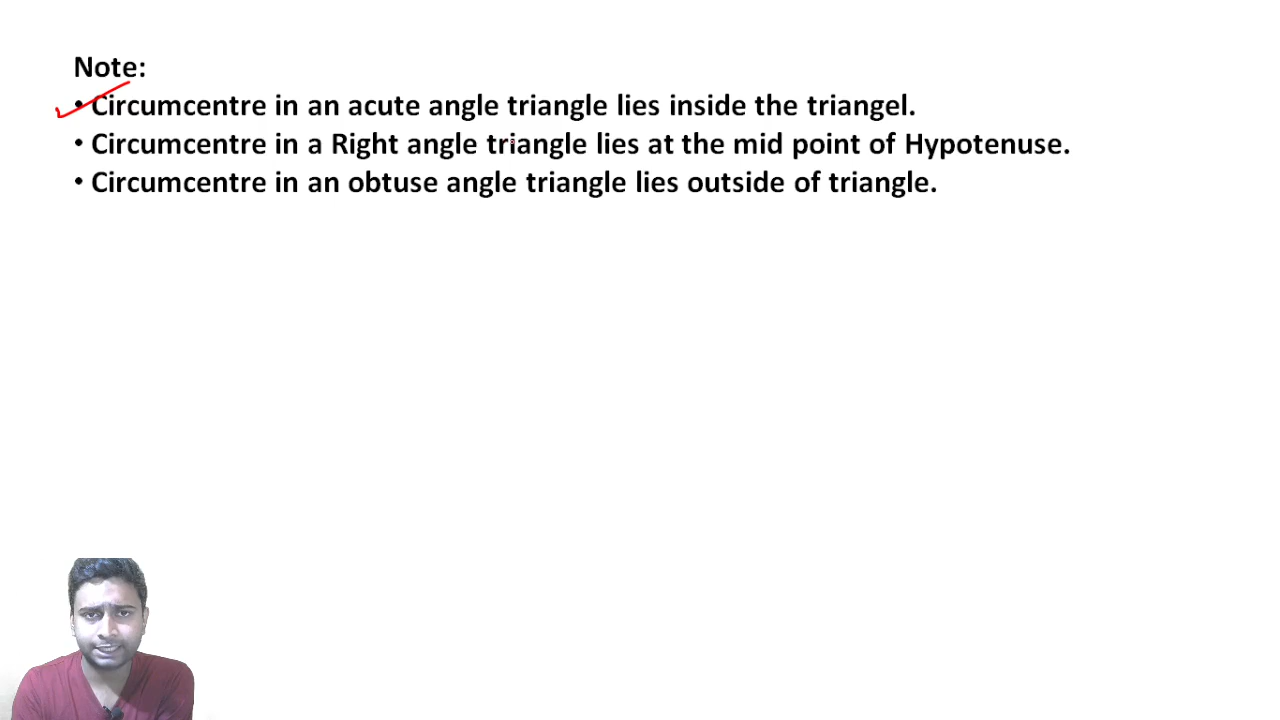 Note:
• Circumcentre in an acute angle triangle lies inside the triangel.
• Circumcentre in a Right angle triangle lies at the mid point of Hypotenuse.
• Circumcentre in an obtuse angle triangle lies outside of triangle.